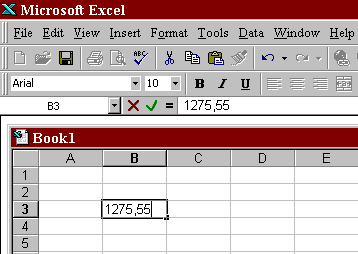 Microsoft Excel
File Edit View Insert Format Tools Data Window Help
ABC
Arial 10 B I U
B3 = 1275,55
Book1
A B C D E
1
2
3 1275,55
4
5